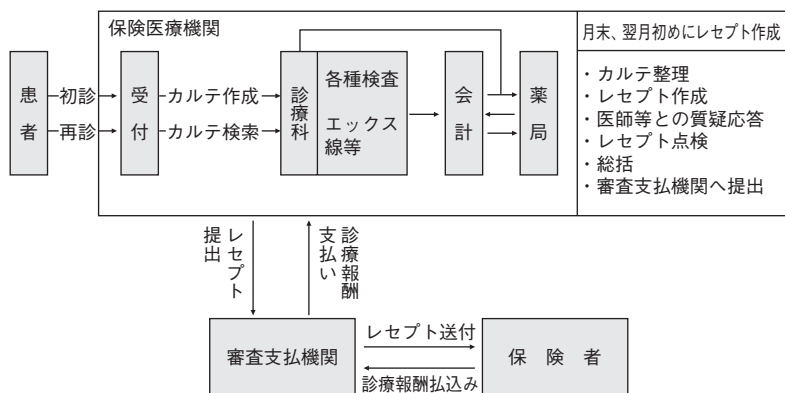 保険医療機関
月末、翌月初めにレセプト作成
患者
初診
再診
受付
カルテ作成
カルテ検索
診療科
各種検査
エックス
線等
会計
薬局
・カルテ整理
・レセプト作成
・医師等との質疑応答
・レセプト点検
・総括
・審査支払機関へ提出
レセプト
提出
診療報酬
支払い
審査支払機関
レセプト送付
診療報酬払込み
保険者